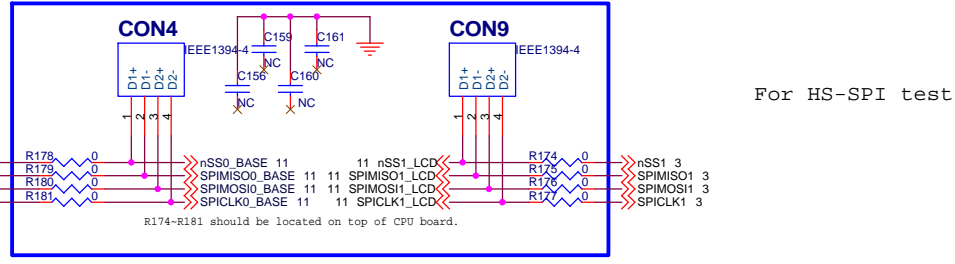 CON4
CON9
IEEE1394-4
IEEE1394-4
C159
C161
NC
NC
C156
C160
NC
NC
D1+
D1-
D2+
D2-
D1+
D1-
D2+
D2-
1
2
3
4
1
2
3
4
For HS-SPI test
R178 0 nSS0_BASE 11
R179 0 SPIMISO0_BASE 11
R180 0 SPIMOSI0_BASE 11
R181 0 SPICLK0_BASE 11
11 nSS1_LCD R174 0 nSS1 3
11 SPIMISO1_LCD R175 0 SPIMISO1 3
11 SPIMOSI1_LCD R176 0 SPIMOSI1 3
11 SPICLK1_LCD R177 0 SPICLK1 3
R174~R181 should be located on top of CPU board.